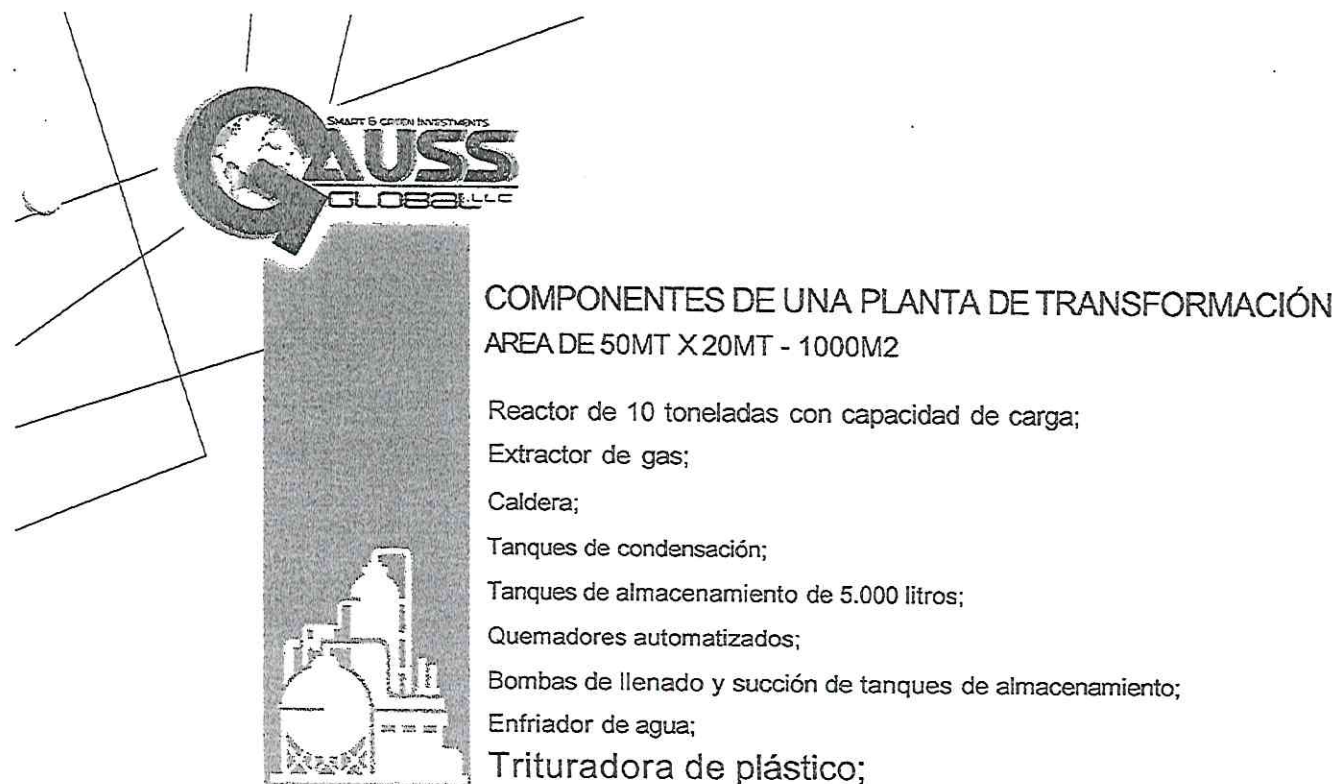 SMART & GREEN INVESTMENTS
GAUSS
GLOBAL LLC
COMPONENTES DE UNA PLANTA DE TRANSFORMACIÓN
AREA DE 50MT X 20MT - 1000M2
Reactor de 10 toneladas con capacidad de carga;
Extractor de gas;
Caldera;
Tanques de condensación;
Tanques de almacenamiento de 5.000 litros;
Quemadores automatizados;
Bombas de llenado y succión de tanques de almacenamiento;
Enfriador de agua;
Trituradora de plástico;